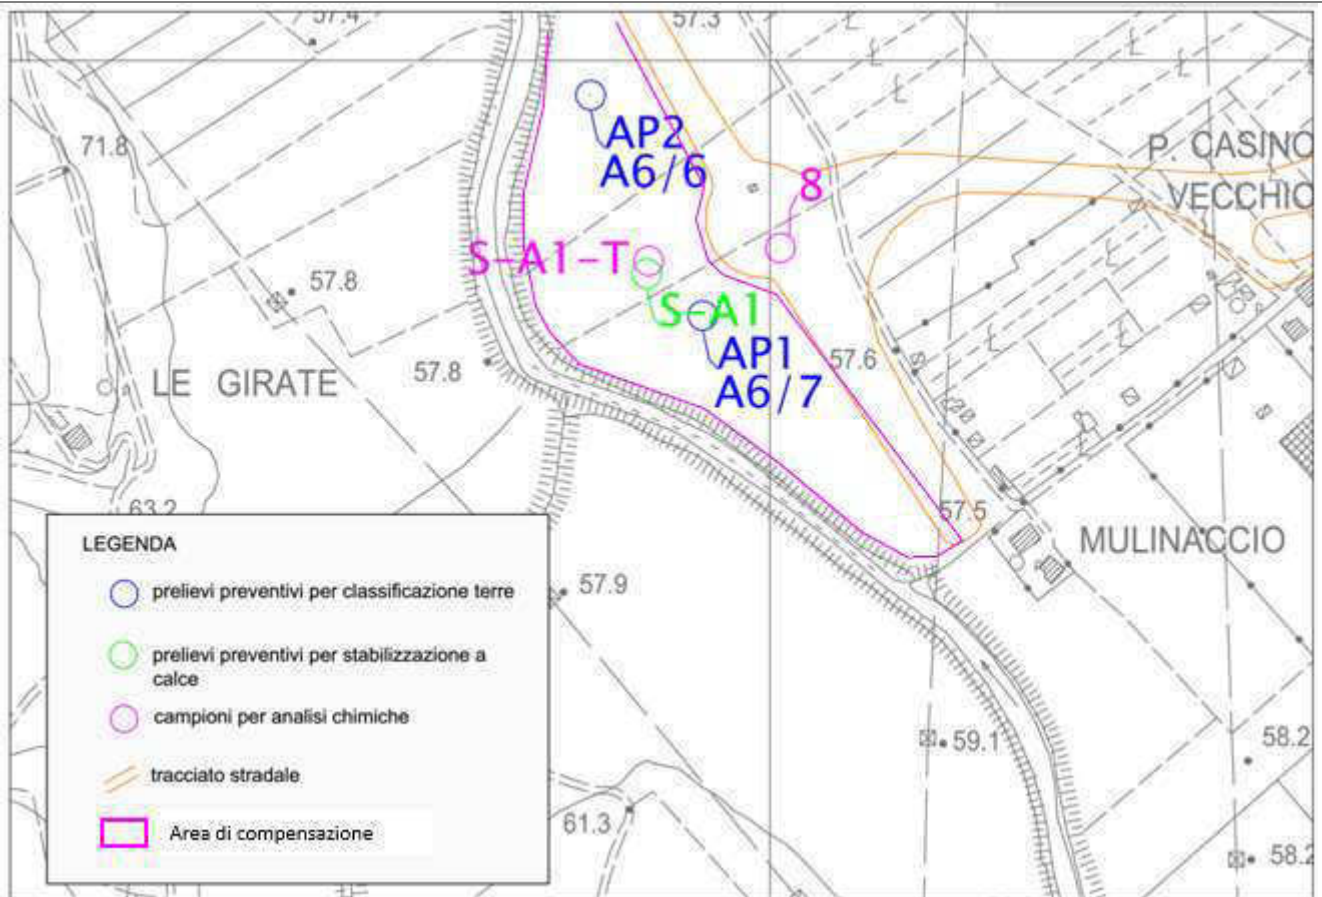 57.4
57.3
AP2
A6/6
71.8
P. CASINO
VECCHIO
8
S-A1-T
57.8
S-A1
AP1
A6/7
57.6
57.8
LE GIRATE
63.2
57.5
MULINACCIO
LEGENDA
prelievi preventivi per classificazione terre
57.9
prelievi preventivi per stabilizzazione a
calce
campioni per analisi chimiche
59.1
58.2
tracciato stradale
61.3
Area di compensazione
58.2